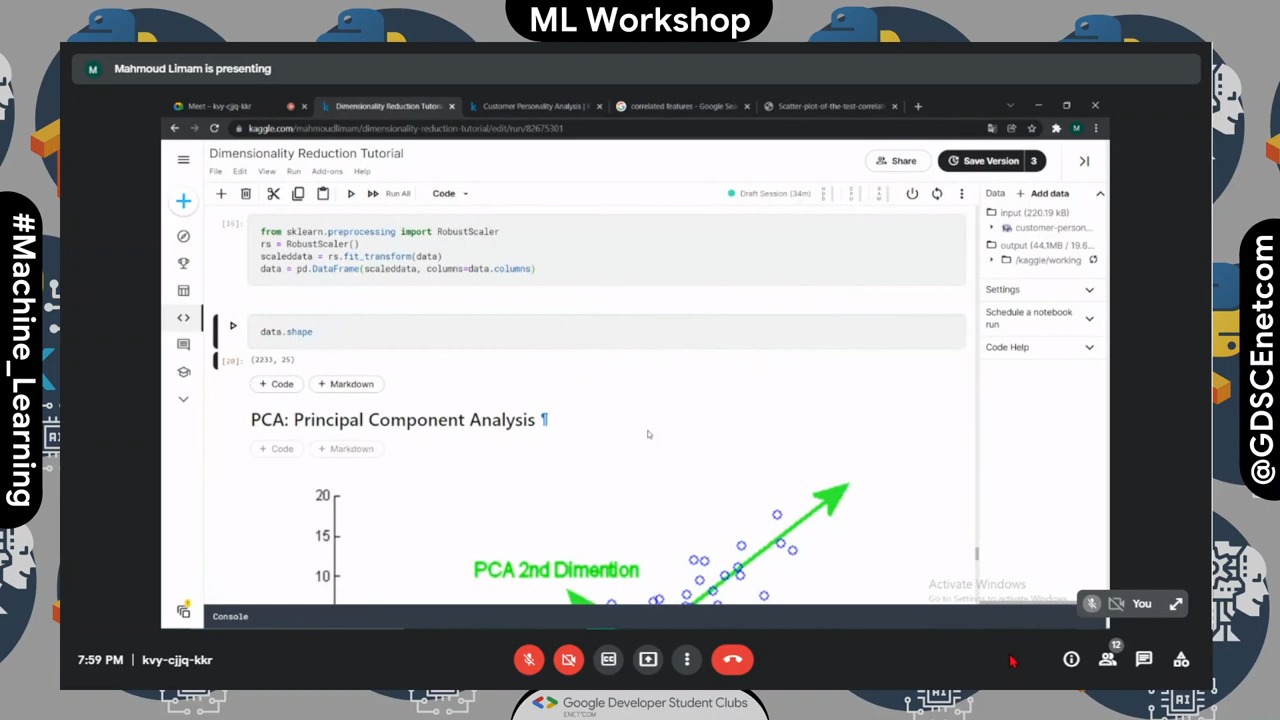 ML Workshop
M Mahmoud Limam is presenting
Meet - kvy-cjjq-kkr
Dimensionality Reduction Tutori
Customer Personality Analysis |
correlated features - Google Sea
Scatter-plot-of-the-test-correlat
kaggle.com/mahmoudlimam/dimensionality-reduction-tutorial/edit/run/82675301
M
Dimensionality Reduction Tutorial
File Edit View Run Add-ons Help
Share
Save Version 3
Run All
Code
Draft Session (34m)
Data
+ Add data
input (220.19 kB)
customer-person...
output (44.1MB / 19.6...
/kaggle/working
Settings
Schedule a notebook run
Code Help
[16]:
from sklearn.preprocessing import RobustScaler
rs = RobustScaler()
scaleddata = rs.fit_transform(data)
data = pd.DataFrame(scaleddata, columns=data.columns)
data.shape
[20]: (2233, 25)
+ Code + Markdown
PCA: Principal Component Analysis ¶
+ Code + Markdown
20
15
10
PCA 2nd Dimention
Activate Windows
Go to Settings to activate Windows.
You
Console
7:59 PM | kvy-cjjq-kkr
12
#Machine_Learning
@GDSCEnetcom
Google Developer Student Clubs
ENET'COM